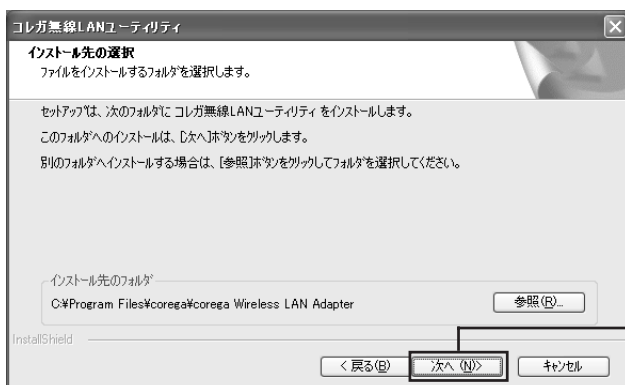 コレガ無線LANユーティリティ
インストール先の選択
ファイルをインストールするフォルダを選択します。
セットアップは、次のフォルダに コレガ無線LANユーティリティ をインストールします。
このフォルダへのインストールは、[次へ]ボタンをクリックします。
別のフォルダへインストールする場合は、[参照]ボタンをクリックしてフォルダを選択してください。
インストール先のフォルダ
C:¥Program Files¥corega¥corega Wireless LAN Adapter
参照(R)...
InstallShield
< 戻る(B)
次へ (N)>
キャンセル